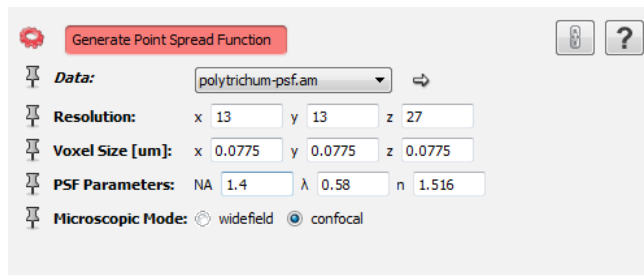 Generate Point Spread Function ?
Data: polytrichum-psf.am
Resolution: x 13 y 13 z 27
Voxel Size [um]: x 0.0775 y 0.0775 z 0.0775
PSF Parameters: NA 1.4 λ 0.58 n 1.516
Microscopic Mode: widefield confocal